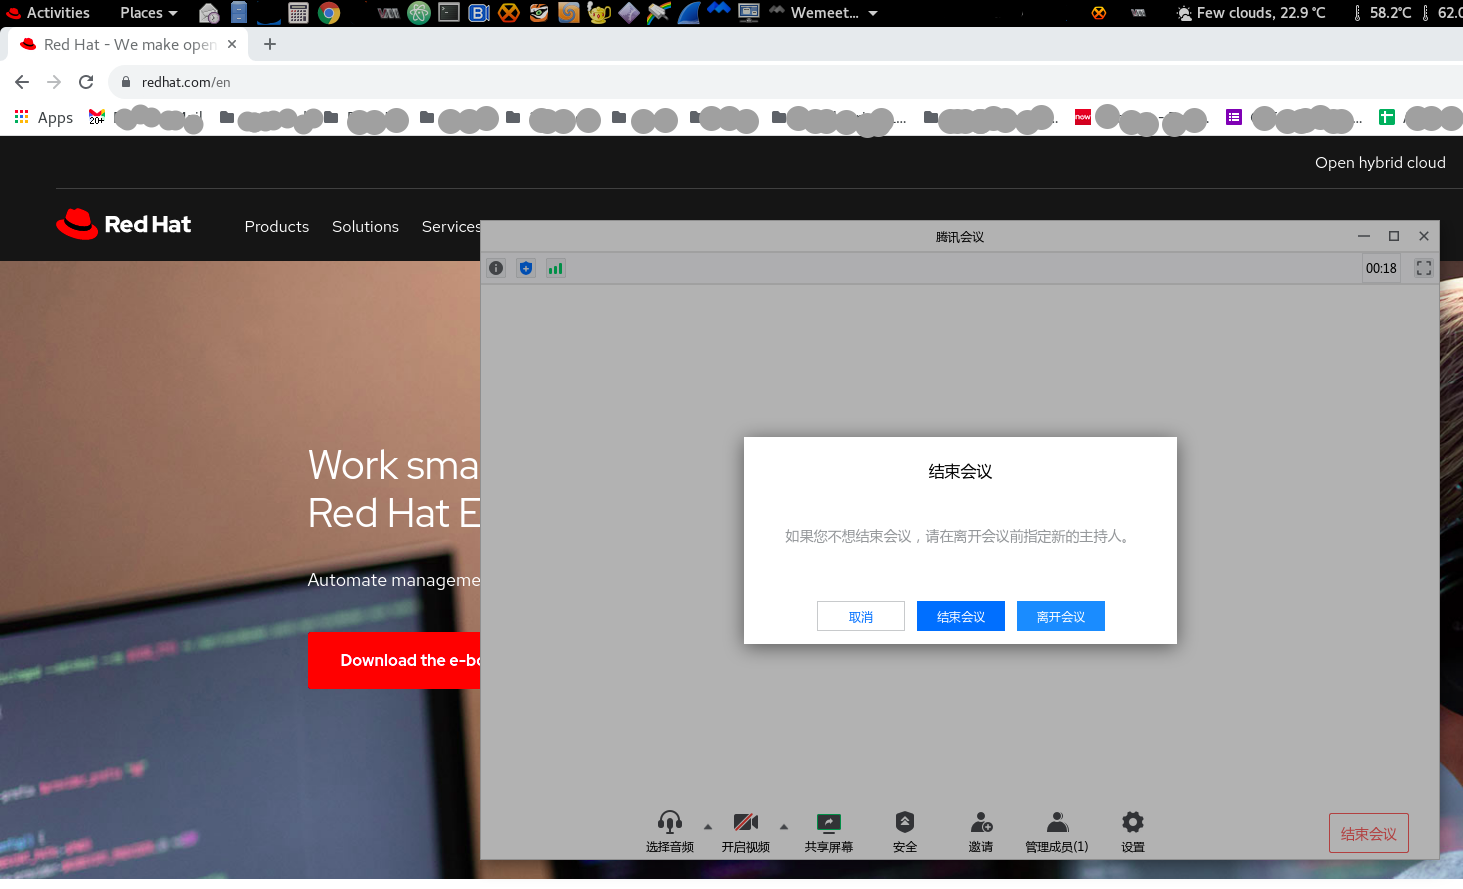 Activities Places Wemeet... Few clouds, 22.9 °C 58.2°C 62.0
Red Hat - We make open
redhat.com/en
Apps
Open hybrid cloud
Red Hat Products Solutions Services
腾讯会议
00:18
Work sma
Red Hat E
Automate manageme
Download the e-bo
结束会议
如果您不想结束会议，请在离开会议前指定新的主持人。
取消 结束会议 离开会议
选择音频 开启视频 共享屏幕 安全 邀请 管理成员(1) 设置 结束会议